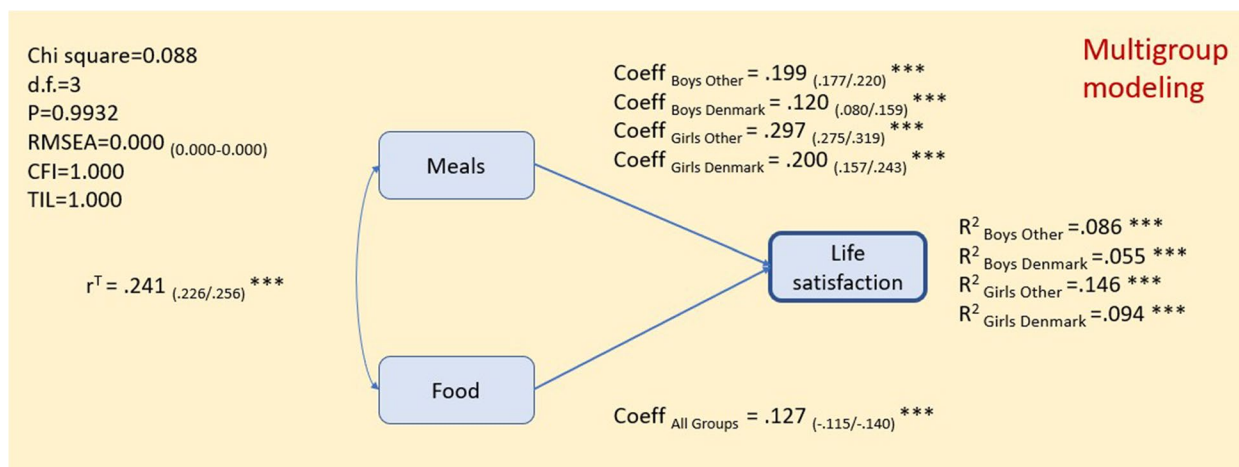 Chi square=0.088
d.f.=3
P=0.9932
RMSEA=0.000 (0.000-0.000)
CFI=1.000
TIL=1.000
rT = .241 (.226/.256) ***
Meals
Food
Coeff Boys Other = .199 (.177/.220) ***
Coeff Boys Denmark = .120 (.080/.159) ***
Coeff Girls Other = .297 (.275/.319) ***
Coeff Girls Denmark = .200 (.157/.243) ***
Multigroup
modeling
Life
satisfaction
R2 Boys Other =.086 ***
R2 Boys Denmark =.055 ***
R2 Girls Other =.146 ***
R2 Girls Denmark =.094 ***
Coeff All Groups = .127 (-.115/-.140) ***